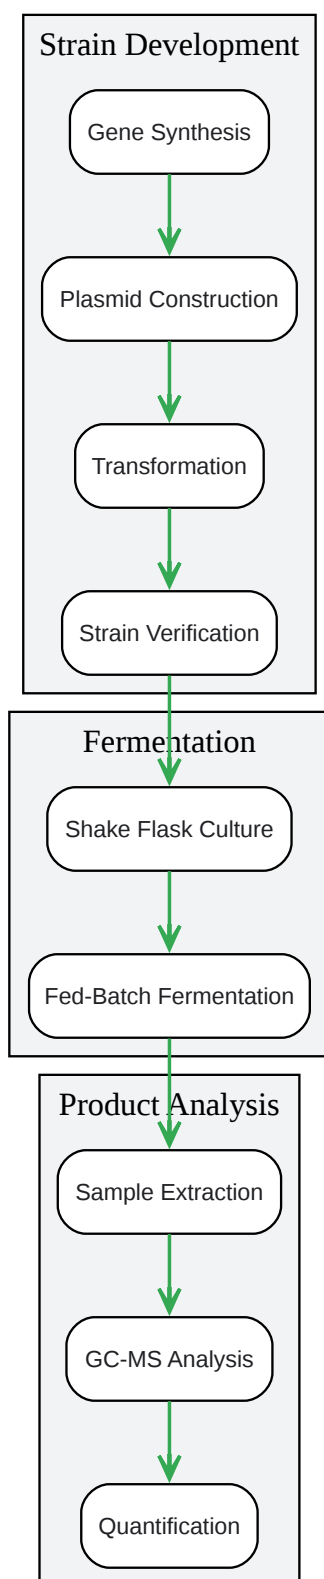 Strain Development
Gene Synthesis
Plasmid Construction
Transformation
Strain Verification
Fermentation
Shake Flask Culture
Fed-Batch Fermentation
Product Analysis
Sample Extraction
GC-MS Analysis
Quantification